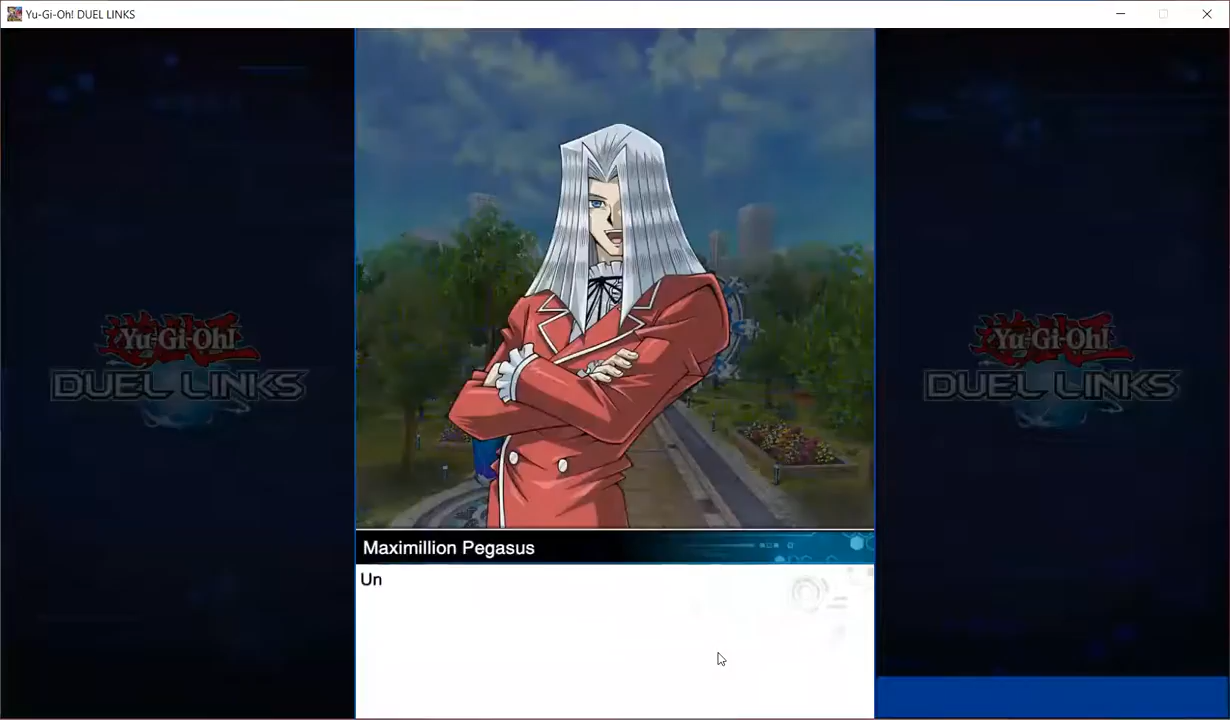 Yu-Gi-Oh! DUEL LINKS
Yu-Gi-Oh!
DUEL LINKS
Yu-Gi-Oh!
DUEL LINKS
Maximillion Pegasus
Un